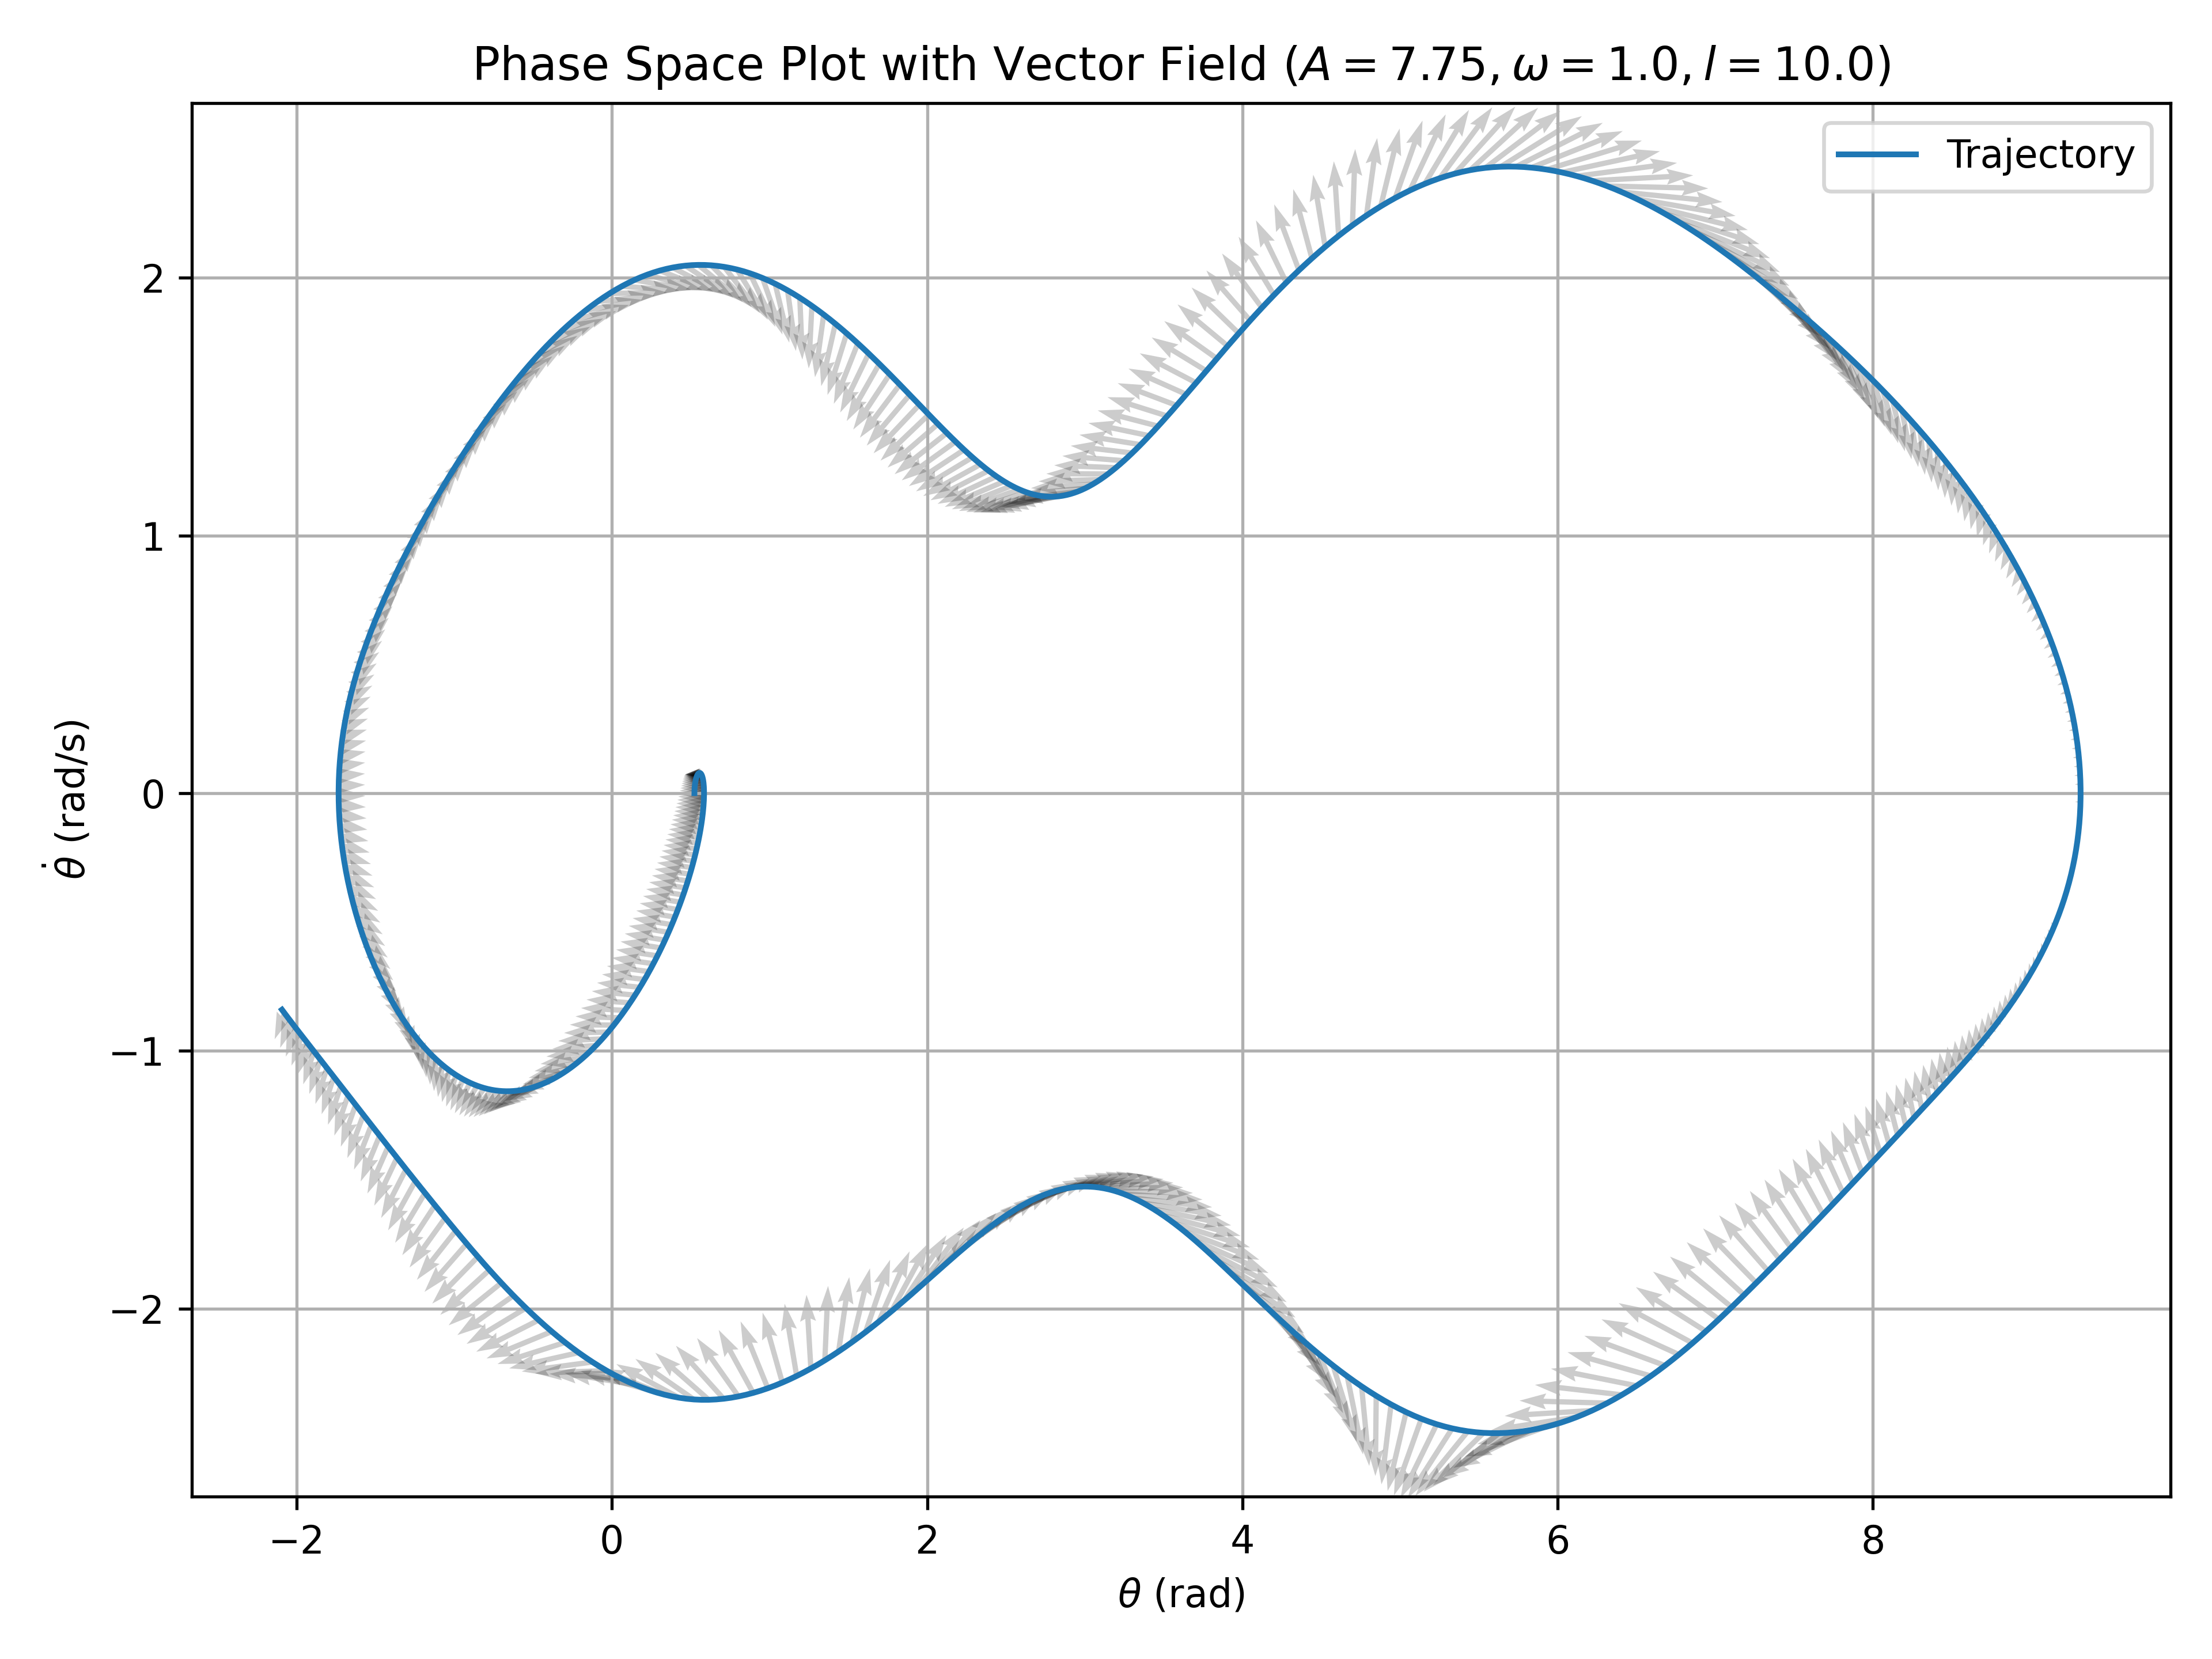 Phase Space Plot with Vector Field (A = 7.75, ω = 1.0, l = 10.0)
Trajectory
2
1
0
−1
−2
θ̇ (rad/s)
−2 0 2 4 6 8
θ (rad)